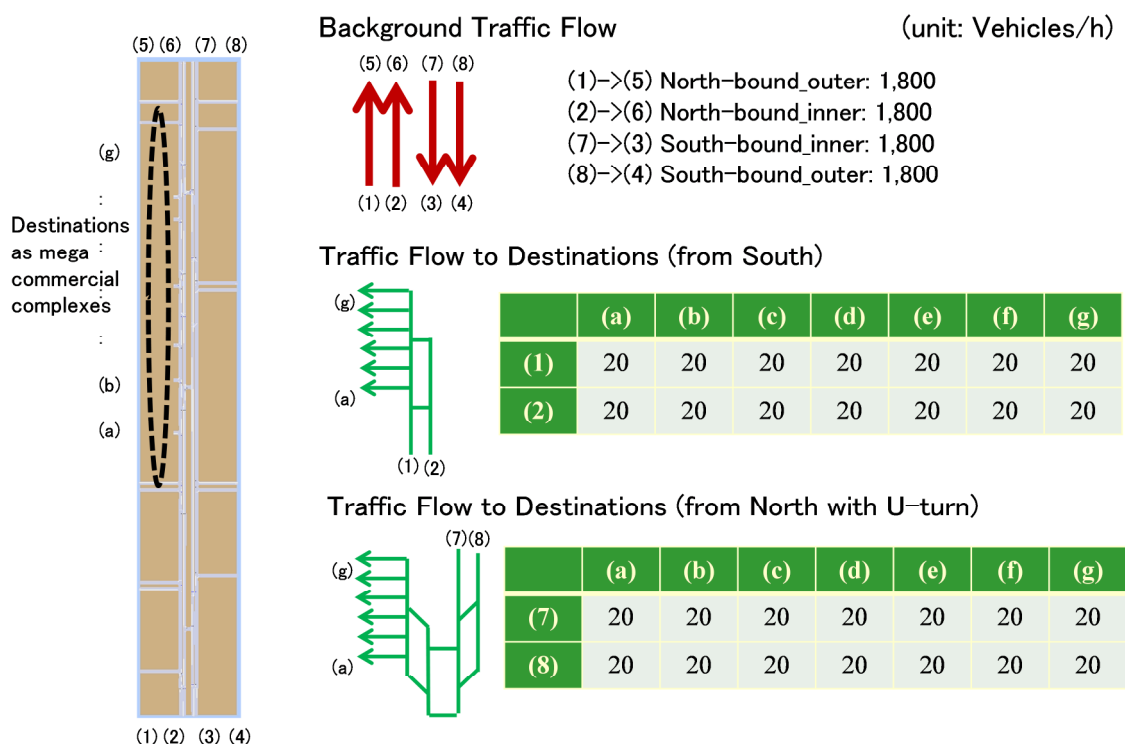 (5) (6) (7) (8)
(g)
:
Destinations
as mega :
commercial
complexes :
:
(b)
(a)
(1) (2) (3) (4)
Background Traffic Flow (unit: Vehicles/h)
(5) (6) (7) (8)
(1) (2) (3) (4)
(1)->(5) North-bound_outer: 1,800
(2)->(6) North-bound_inner: 1,800
(7)->(3) South-bound_inner: 1,800
(8)->(4) South-bound_outer: 1,800
Traffic Flow to Destinations (from South)
(g)
(a)
(1) (2)
(a) (b) (c) (d) (e) (f) (g)
(1) 20 20 20 20 20 20 20
(2) 20 20 20 20 20 20 20
Traffic Flow to Destinations (from North with U-turn)
(7) (8)
(g)
(a)
(a) (b) (c) (d) (e) (f) (g)
(7) 20 20 20 20 20 20 20
(8) 20 20 20 20 20 20 20